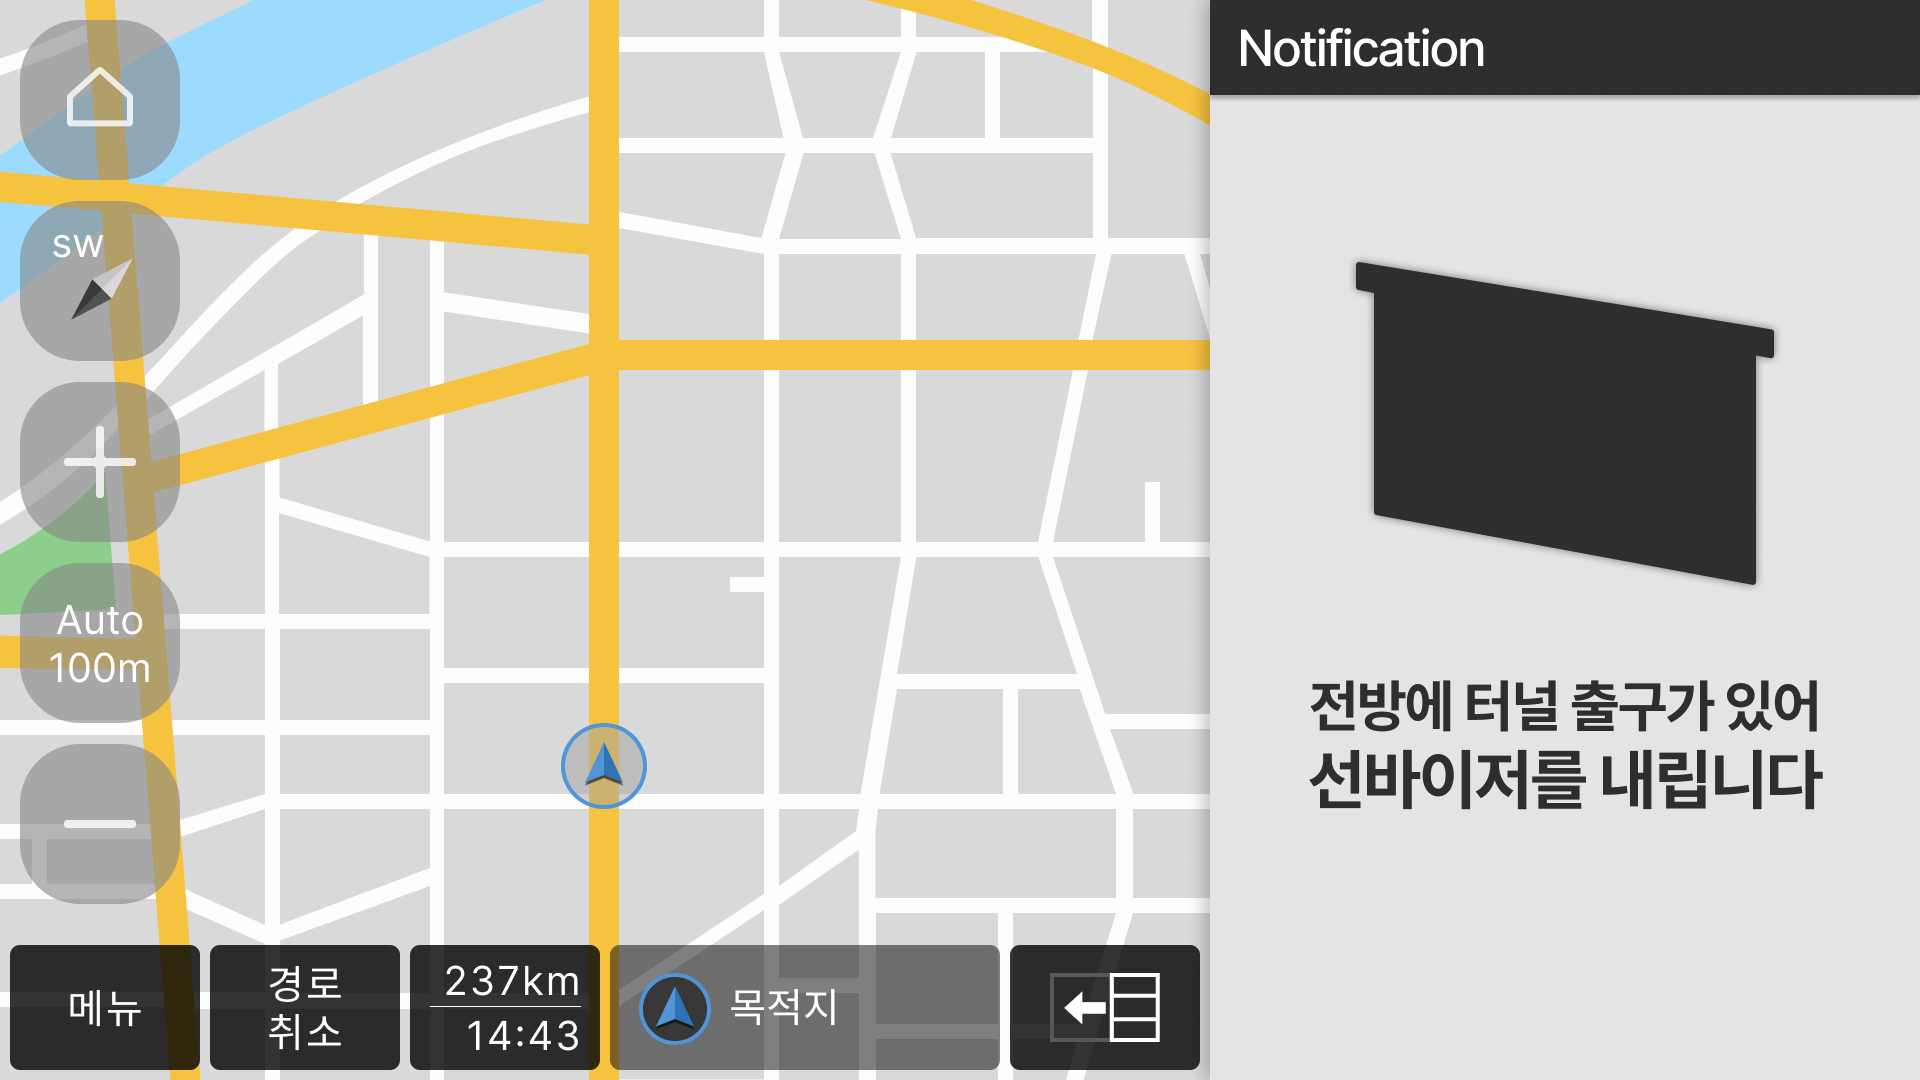 SW
Auto
100m
메뉴
경로
취소
237km
14:43
목적지
Notification
전방에 터널 출구가 있어
선바이저를 내립니다